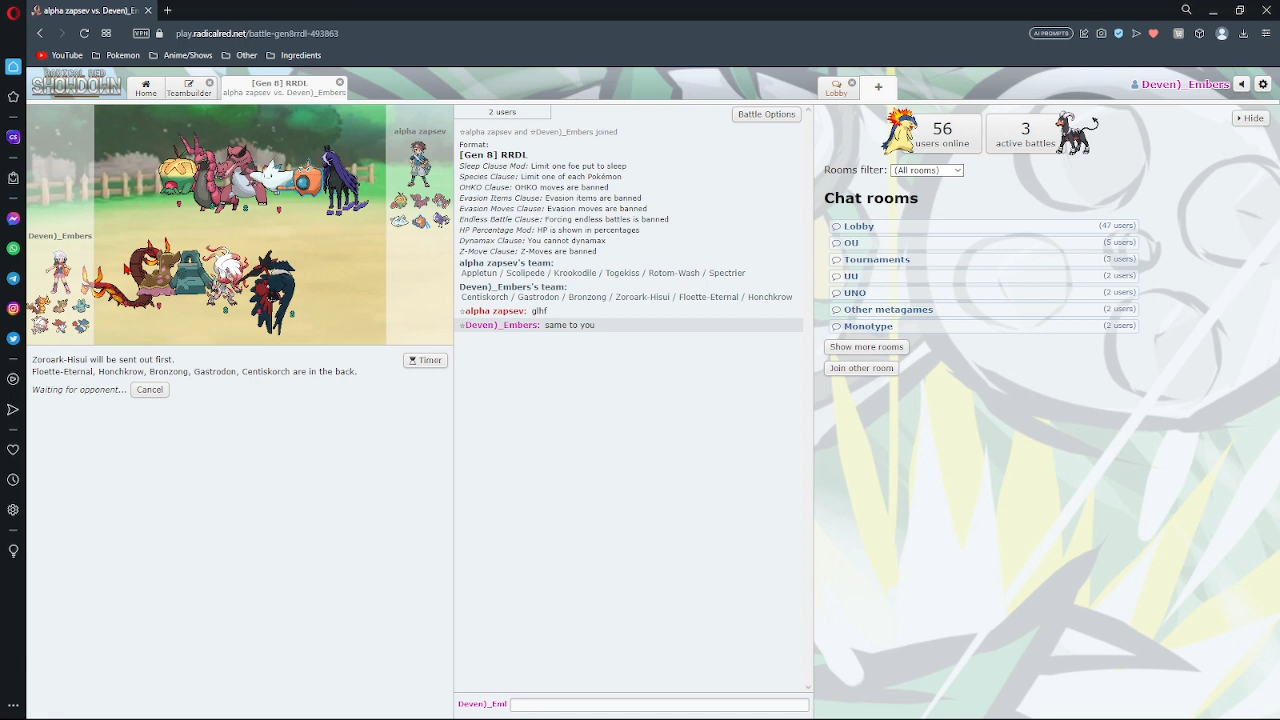 alpha zapsev vs. Deven)_En
VPN
play.radicalred.net/battle-gen8rrdl-493863
AI PROMPTS
YouTube
Pokemon
Anime/Shows
Other
Ingredients
RADICAL RED
SHOWDOWN
Home
Teambuilder
[Gen 8] RRDL
alpha zapsev vs. Deven)_Embers
Lobby
Deven)_Embers
alpha zapsev
Deven)_Embers
Zoroark-Hisui will be sent out first.
Floette-Eternal, Honchkrow, Bronzong, Gastrodon, Centiskorch are in the back.
Timer
Waiting for opponent...
Cancel
2 users
Battle Options
☆alpha zapsev and ☆Deven)_Embers joined
Format:
[Gen 8] RRDL
Sleep Clause Mod: Limit one foe put to sleep
Species Clause: Limit one of each Pokémon
OHKO Clause: OHKO moves are banned
Evasion Items Clause: Evasion items are banned
Evasion Moves Clause: Evasion moves are banned
Endless Battle Clause: Forcing endless battles is banned
HP Percentage Mod: HP is shown in percentages
Dynamax Clause: You cannot dynamax
Z-Move Clause: Z-Moves are banned
alpha zapsev's team:
Appletun / Scolipede / Krookodile / Togekiss / Rotom-Wash / Spectrier
Deven)_Embers's team:
Centiskorch / Gastrodon / Bronzong / Zoroark-Hisui / Floette-Eternal / Honchkrow
☆alpha zapsev: glhf
☆Deven)_Embers: same to you
Deven)_Eml
56
users online
3
active battles
Hide
Rooms filter: (All rooms)
Chat rooms
Lobby (47 users)
OU (5 users)
Tournaments (3 users)
UU (2 users)
UNO (2 users)
Other metagames (2 users)
Monotype (2 users)
Show more rooms
Join other room